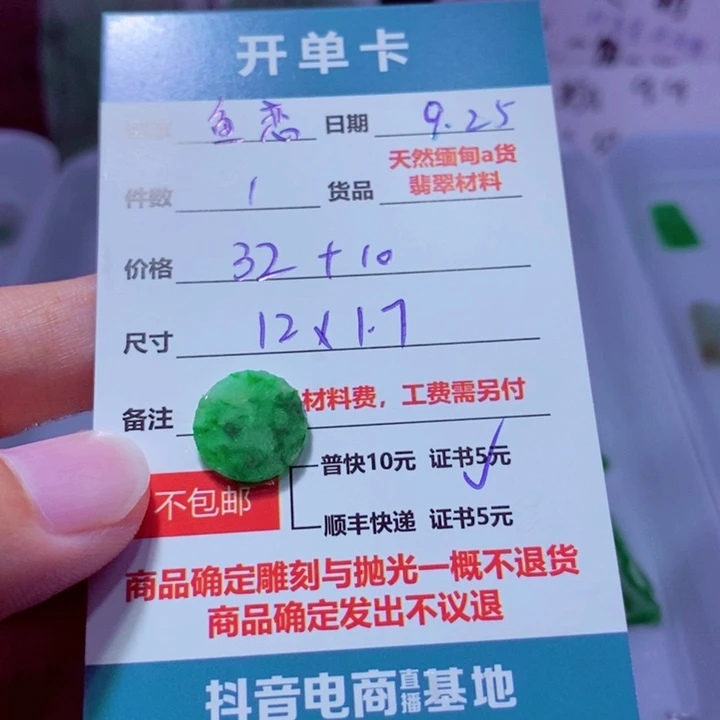 开单卡
鱼恋 日期 9.25
件数 1 货品 天然缅甸a货
翡翠材料
价格 32+10
尺寸 12x1.7
备注 材料费，工费需另付
普快10元 证书5元
不包邮
顺丰快递 证书5元
商品确定雕刻与抛光一概不退货
商品确定发出不议退
抖音电商直播基地